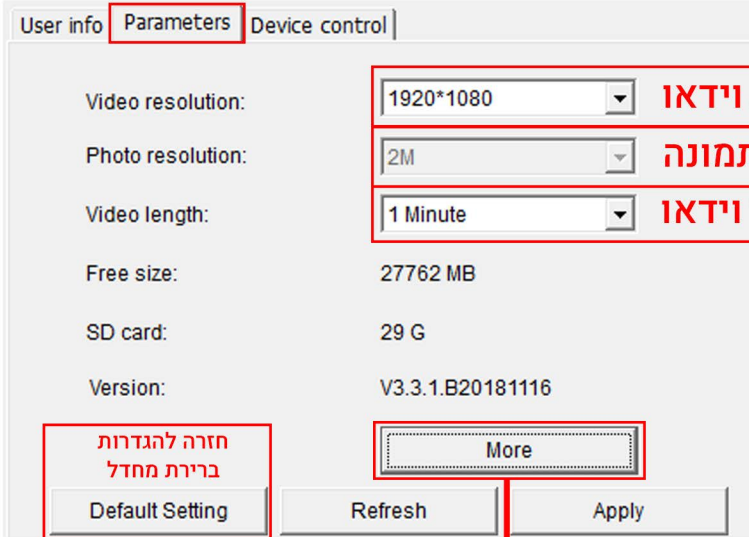 User info Parameters Device control
Video resolution: 1920*1080 וידאו
Photo resolution: 2M תמונה
Video length: 1 Minute וידאו
Free size: 27762 MB
SD card: 29 G
Version: V3.3.1.B20181116
חזרה להגדרות
ברירת מחדל
More
Default Setting Refresh Apply